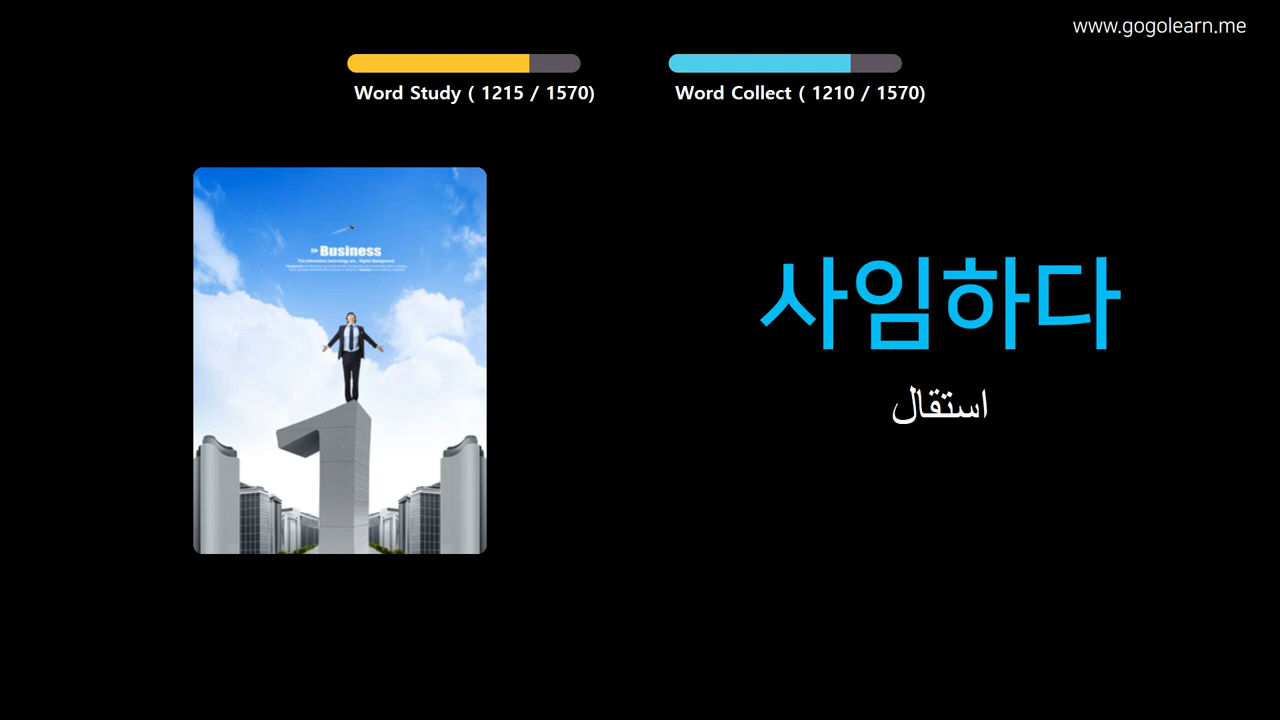 www.gogolearn.me
Word Study ( 1215 / 1570)
Word Collect ( 1210 / 1570)
Business
사임하다
استقال